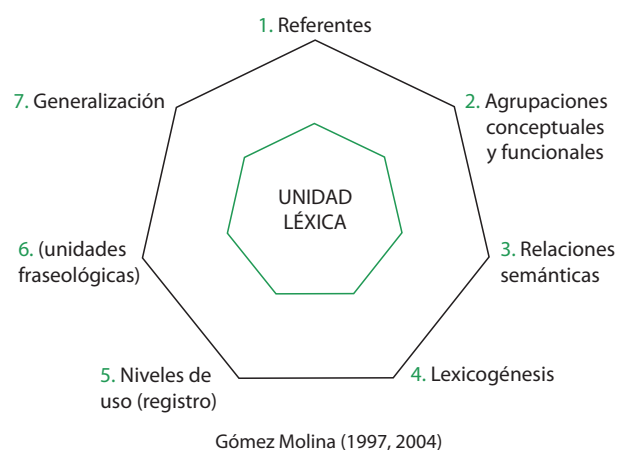 1. Referentes
2. Agrupaciones
conceptuales
y funcionales
3. Relaciones
semánticas
4. Lexicogénesis
5. Niveles de
uso (registro)
6. (unidades
fraseológicas)
7. Generalización
UNIDAD
LÉXICA
Gómez Molina (1997, 2004)